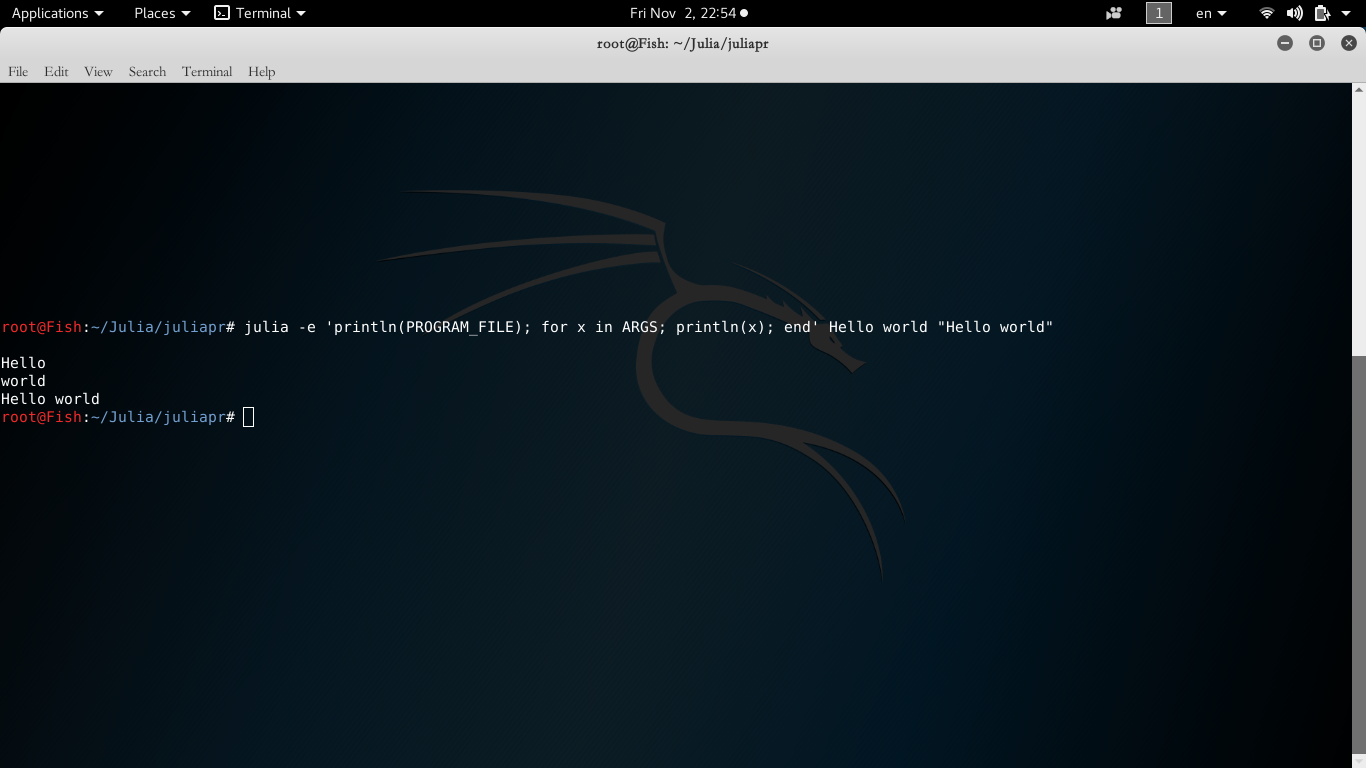 Applications Places Terminal Fri Nov 2, 22:54 1 en
root@Fish: ~/Julia/juliapr
File Edit View Search Terminal Help
root@Fish:~/Julia/juliapr# julia -e 'println(PROGRAM_FILE); for x in ARGS; println(x); end' Hello world "Hello world"
Hello
world
Hello world
root@Fish:~/Julia/juliapr#